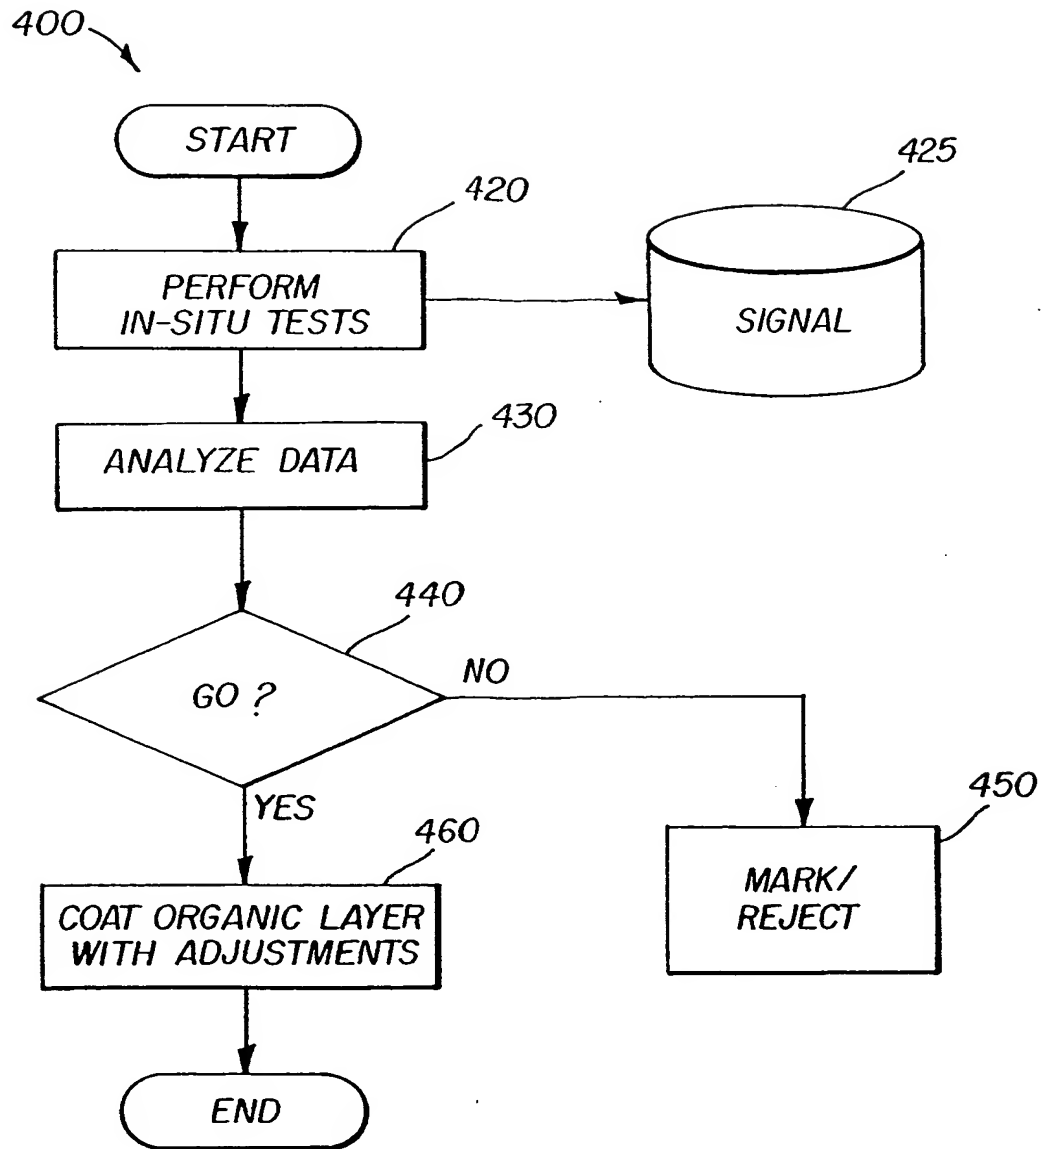 400
START
420
425
PERFORM
IN-SITU TESTS
SIGNAL
430
ANALYZE DATA
440
GO ?
NO
YES
450
460
MARK/
REJECT
COAT ORGANIC LAYER
WITH ADJUSTMENTS
END